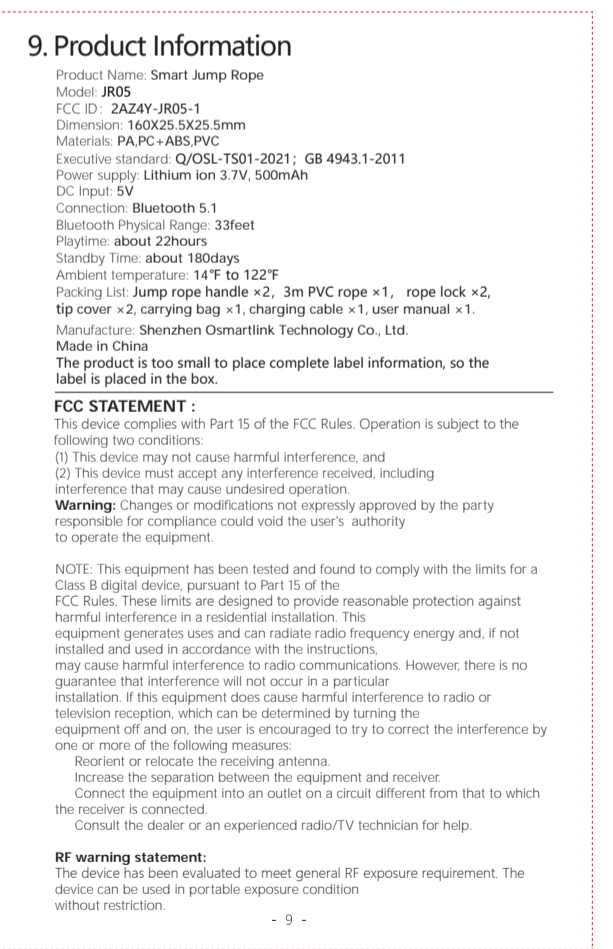 9. Product Information
Product Name: Smart Jump Rope
Model: JR05
FCC ID：2AZ4Y-JR05-1
Dimension: 160X25.5X25.5mm
Materials: PA,PC+ABS,PVC
Executive standard: Q/OSL-TS01-2021；GB 4943.1-2011
Power supply: Lithium ion 3.7V, 500mAh
DC Input: 5V
Connection: Bluetooth 5.1
Bluetooth Physical Range: 33feet
Playtime: about 22hours
Standby Time: about 180days
Ambient temperature: 14℉ to 122℉
Packing List: Jump rope handle ×2，3m PVC rope ×1， rope lock ×2,
tip cover ×2, carrying bag ×1, charging cable ×1, user manual ×1.
Manufacture: Shenzhen Osmartlink Technology Co., Ltd.
Made in China
The product is too small to place complete label information, so the
label is placed in the box.
FCC STATEMENT :
This device complies with Part 15 of the FCC Rules. Operation is subject to the
following two conditions:
(1) This device may not cause harmful interference, and
(2) This device must accept any interference received, including
interference that may cause undesired operation.
Warning: Changes or modifications not expressly approved by the party
responsible for compliance could void the user's authority
to operate the equipment.
NOTE: This equipment has been tested and found to comply with the limits for a
Class B digital device, pursuant to Part 15 of the
FCC Rules. These limits are designed to provide reasonable protection against
harmful interference in a residential installation. This
equipment generates uses and can radiate radio frequency energy and, if not
installed and used in accordance with the instructions,
may cause harmful interference to radio communications. However, there is no
guarantee that interference will not occur in a particular
installation. If this equipment does cause harmful interference to radio or
television reception, which can be determined by turning the
equipment off and on, the user is encouraged to try to correct the interference by
one or more of the following measures:
Reorient or relocate the receiving antenna.
Increase the separation between the equipment and receiver.
Connect the equipment into an outlet on a circuit different from that to which
the receiver is connected.
Consult the dealer or an experienced radio/TV technician for help.
RF warning statement:
The device has been evaluated to meet general RF exposure requirement. The
device can be used in portable exposure condition
without restriction.
- 9 -